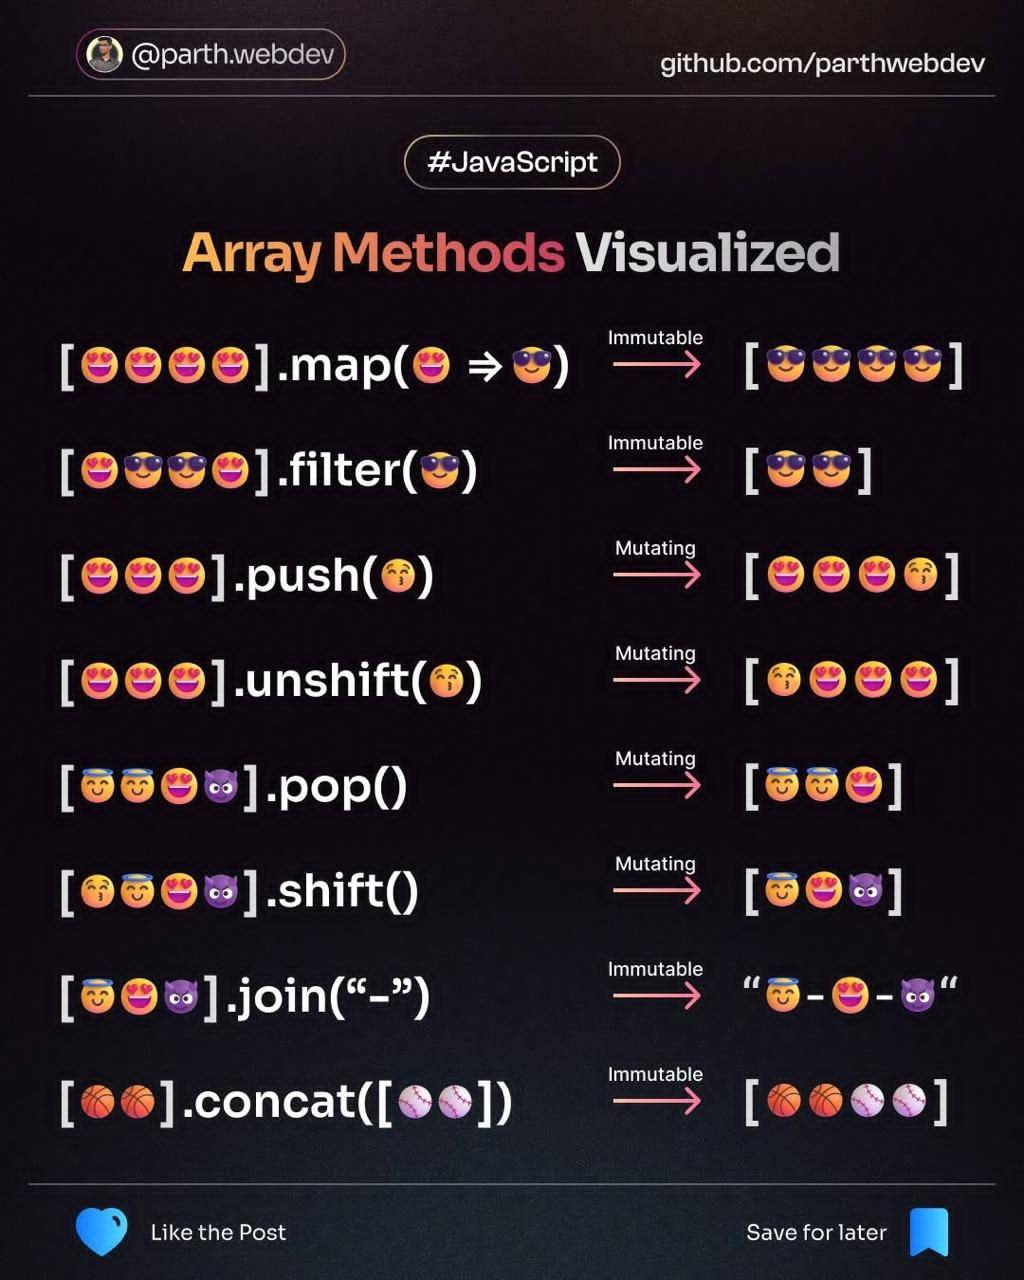 @parth.webdev
github.com/parthwebdev
#JavaScript
Array Methods Visualized
[😍😍😍😍].map(😍 => 😎) Immutable [😎😎😎😎]
[😍😎😎😍].filter(😎) Immutable [😎😎]
[😍😍😍].push(😙) Mutating [😍😍😍😙]
[😍😍😍].unshift(😙) Mutating [😙😍😍😍]
[😇😇😍👿].pop() Mutating [😇😇😍]
[😙😇😍👿].shift() Mutating [😇😍👿]
[😇😍👿].join(“-”) Immutable “😇-😍-👿“
[🏀🏀].concat([⚾⚾]) Immutable [🏀🏀⚾⚾]
Like the Post
Save for later